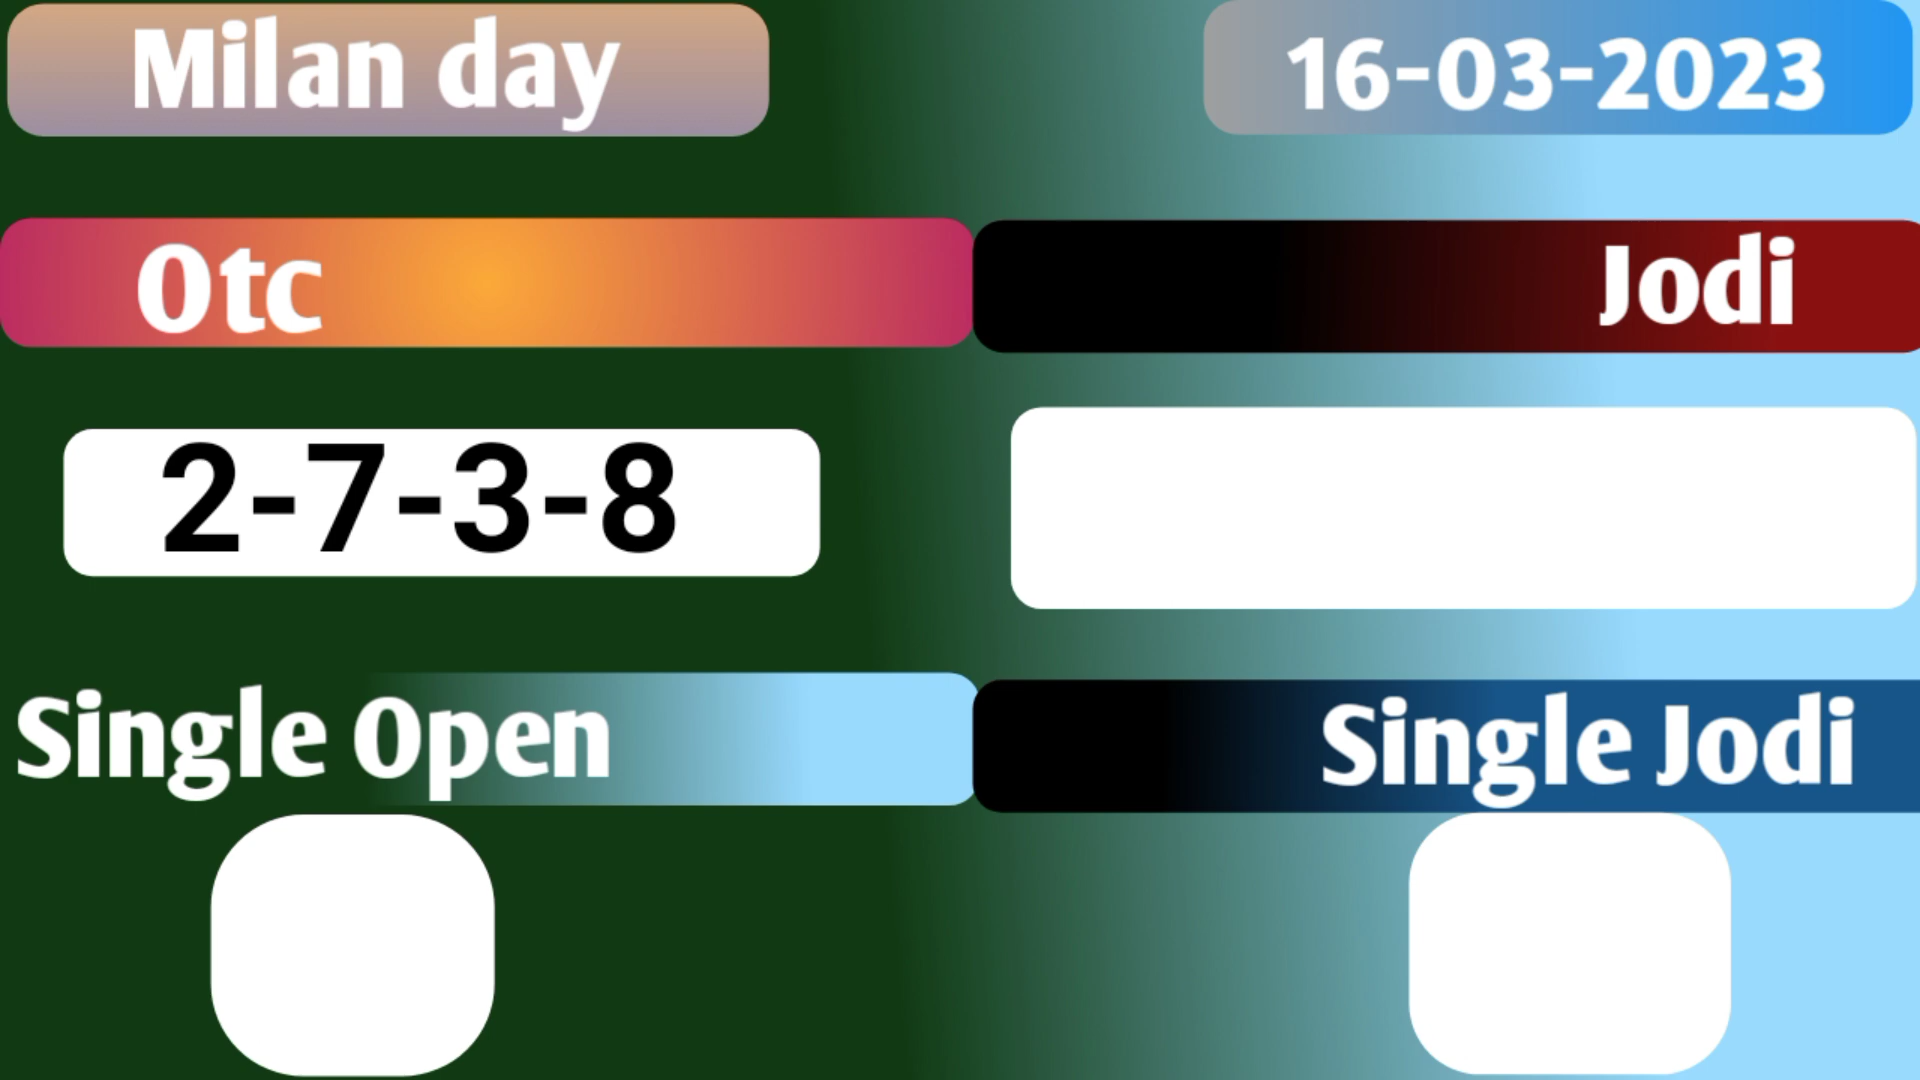 Milan day
16-03-2023
Otc
Jodi
2-7-3-8
Single Open
Single Jodi